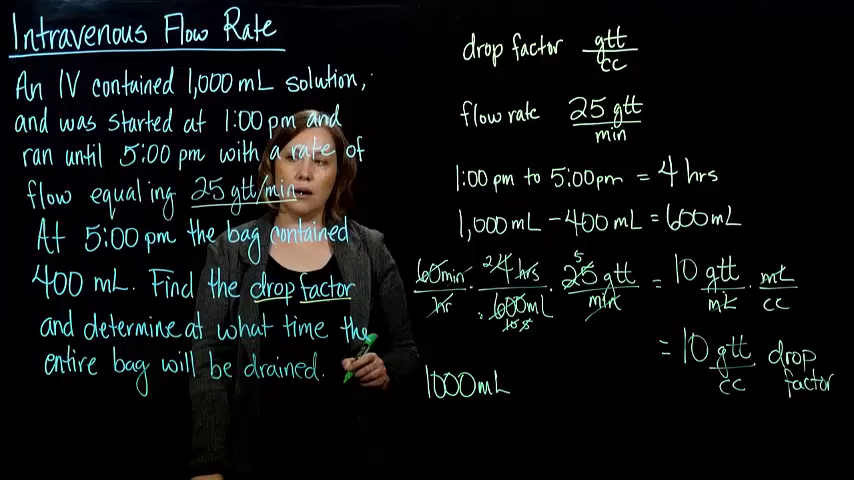 Intravenous Flow Rate
An IV contained 1,000 mL solution,
and was started at 1:00 pm and
ran until 5:00 pm with a rate of
flow equaling 25 gtt/min.
At 5:00 pm the bag contained
400 mL. Find the drop factor
and determine at what time the
entire bag will be drained.
drop factor gtt/cc
flow rate 25 gtt/min
1:00 pm to 5:00 pm = 4 hrs
1,000 mL - 400 mL = 600 mL
60 min/hr · 4 hrs/600 mL · 25 gtt/min = 10 gtt/mL · mL/cc
= 10 gtt/cc drop factor
1000 mL